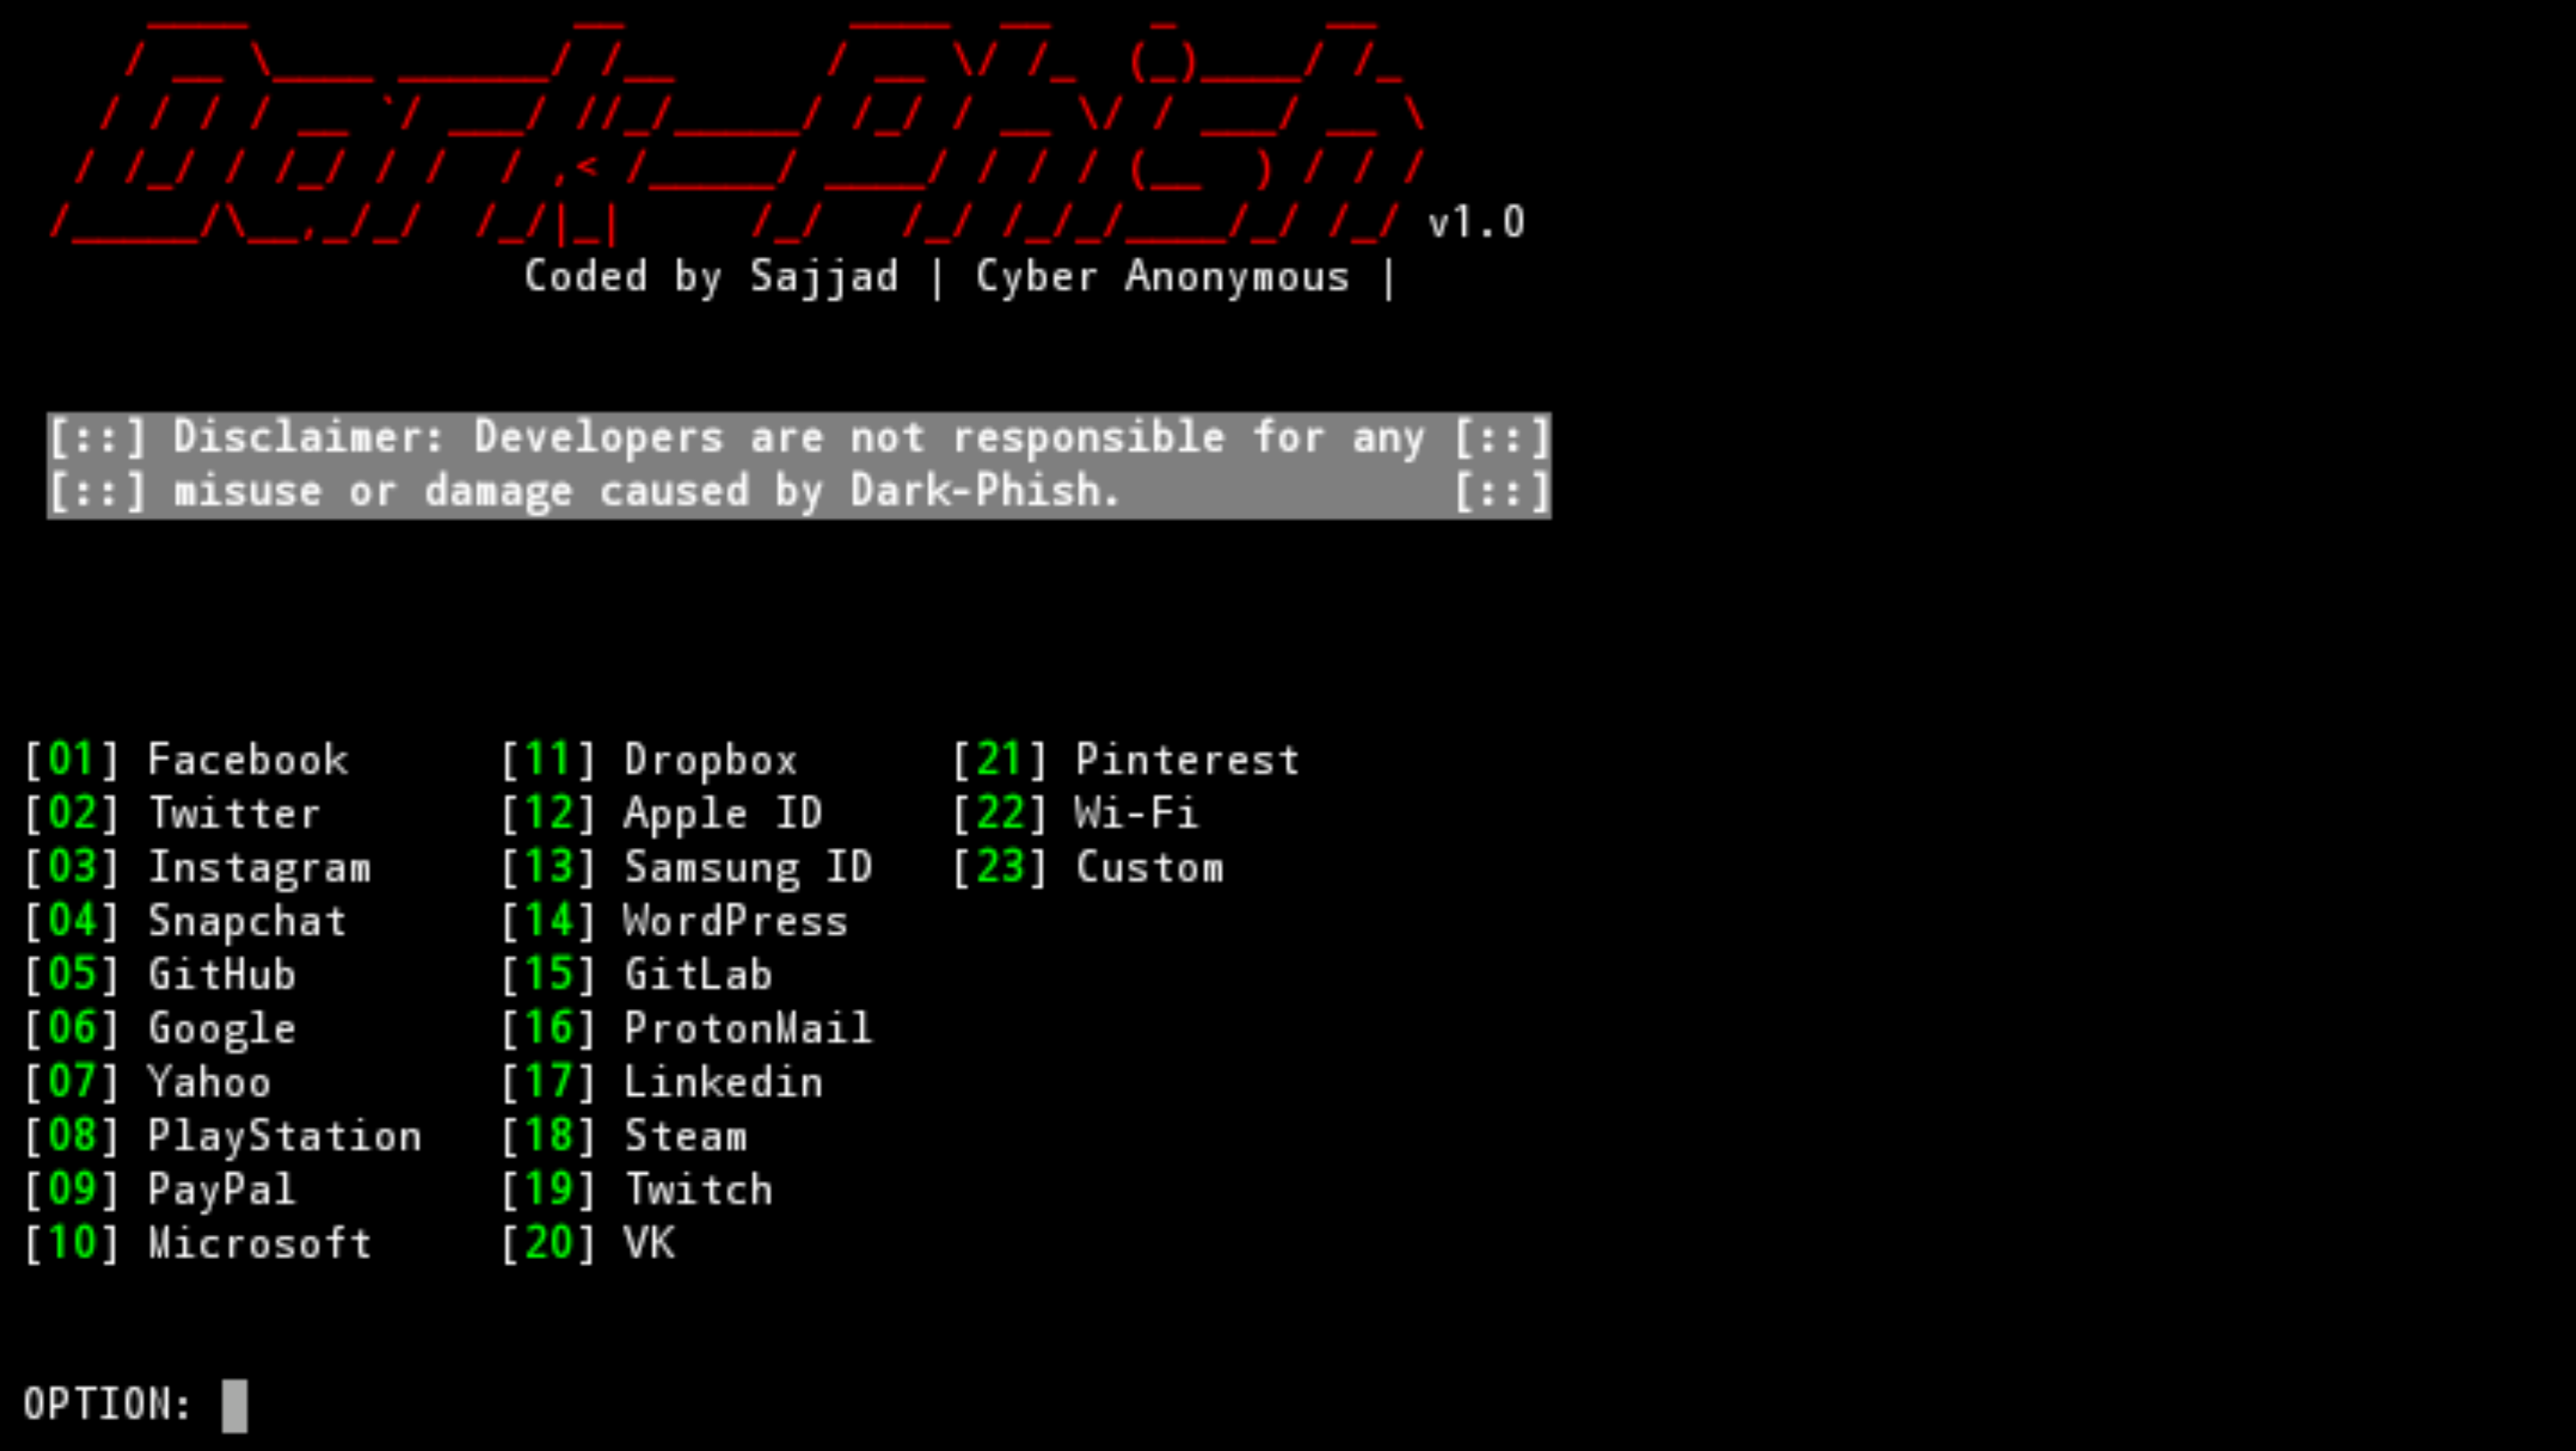 Dark-Phish v1.0
Coded by Sajjad | Cyber Anonymous |
[::] Disclaimer: Developers are not responsible for any [::]
[::] misuse or damage caused by Dark-Phish. [::]
[01] Facebook [11] Dropbox [21] Pinterest
[02] Twitter [12] Apple ID [22] Wi-Fi
[03] Instagram [13] Samsung ID [23] Custom
[04] Snapchat [14] WordPress
[05] GitHub [15] GitLab
[06] Google [16] ProtonMail
[07] Yahoo [17] Linkedin
[08] PlayStation [18] Steam
[09] PayPal [19] Twitch
[10] Microsoft [20] VK
OPTION: